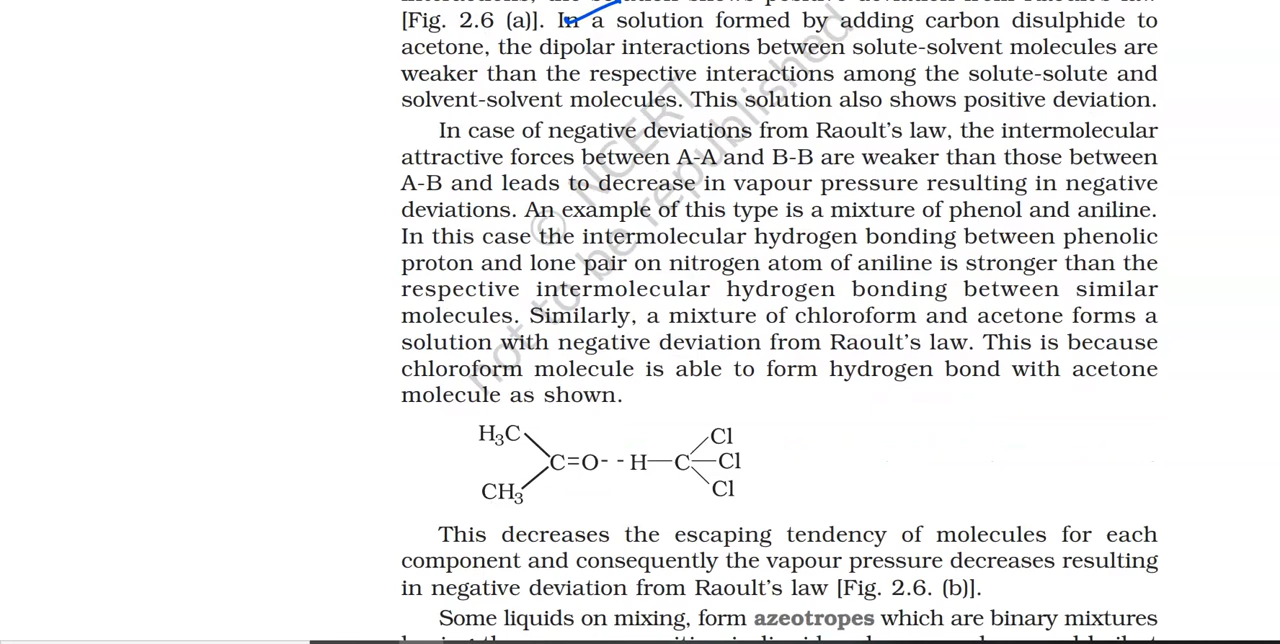 [Fig. 2.6 (a)]. In a solution formed by adding carbon disulphide to
acetone, the dipolar interactions between solute-solvent molecules are
weaker than the respective interactions among the solute-solute and
solvent-solvent molecules. This solution also shows positive deviation.
In case of negative deviations from Raoult's law, the intermolecular
attractive forces between A-A and B-B are weaker than those between
A-B and leads to decrease in vapour pressure resulting in negative
deviations. An example of this type is a mixture of phenol and aniline.
In this case the intermolecular hydrogen bonding between phenolic
proton and lone pair on nitrogen atom of aniline is stronger than the
respective intermolecular hydrogen bonding between similar
molecules. Similarly, a mixture of chloroform and acetone forms a
solution with negative deviation from Raoult's law. This is because
chloroform molecule is able to form hydrogen bond with acetone
molecule as shown.
H₃C
Cl
C=O- - H—C—Cl
CH₃
Cl
This decreases the escaping tendency of molecules for each
component and consequently the vapour pressure decreases resulting
in negative deviation from Raoult's law [Fig. 2.6. (b)].
Some liquids on mixing, form azeotropes which are binary mixtures
© NCERT
not to be republished